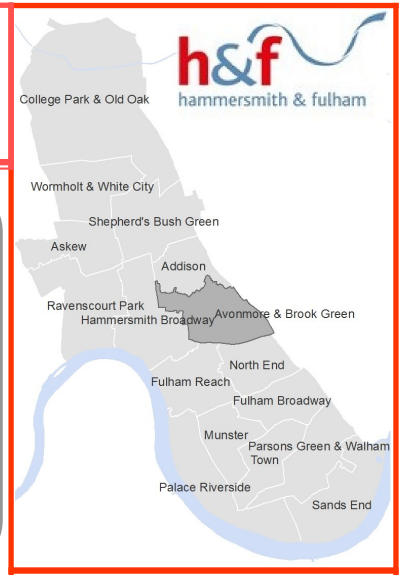 h&f
hammersmith & fulham
College Park & Old Oak
Wormholt & White City
Shepherd's Bush Green
Askew
Addison
Ravenscourt Park
Hammersmith Broadway
Avonmore & Brook Green
North End
Fulham Reach
Fulham Broadway
Munster
Parsons Green & Walham
Town
Palace Riverside
Sands End